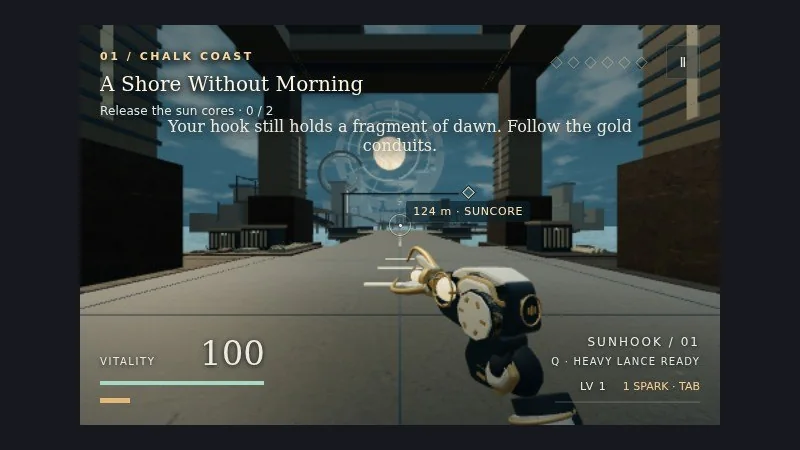 01 / CHALK COAST
A Shore Without Morning
Release the sun cores · 0 / 2
Your hook still holds a fragment of dawn. Follow the gold
conduits.
124 m · SUNCORE
VITALITY 100
SUNHOOK / 01
Q · HEAVY LANCE READY
LV 1 1 SPARK · TAB